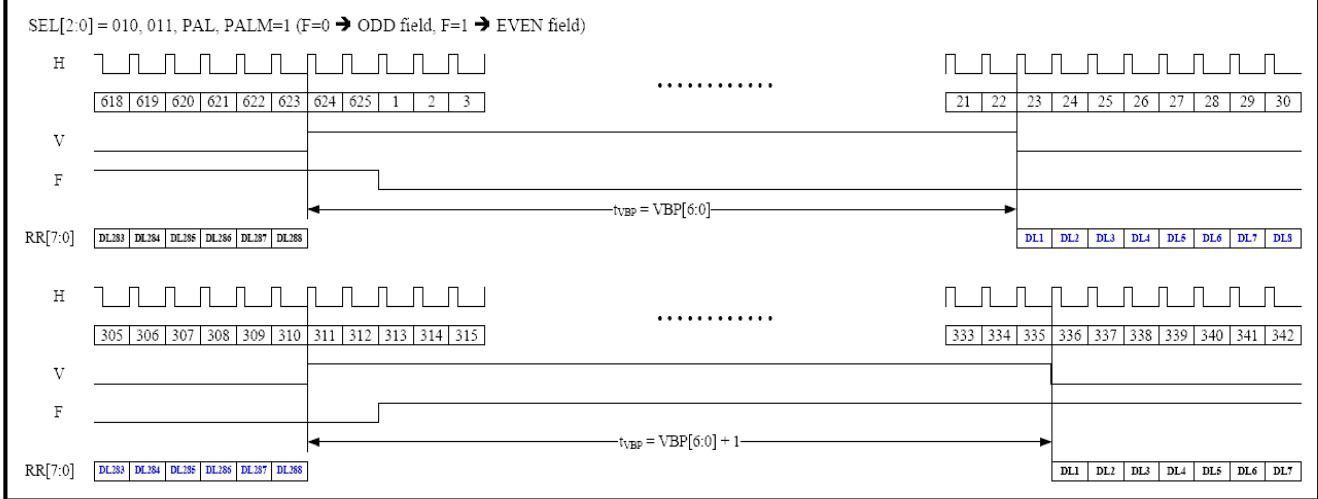 SEL[2:0] = 010, 011, PAL, PALM=1 (F=0 ➔ ODD field, F=1 ➔ EVEN field)
H
618 619 620 621 622 623 624 625 1 2 3 ............ 21 22 23 24 25 26 27 28 29 30
V
F
tVBP = VBP[6:0]
RR[7:0] DL283 DL284 DL285 DL286 DL287 DL288 DL1 DL2 DL3 DL4 DL5 DL6 DL7 DL8
H
305 306 307 308 309 310 311 312 313 314 315 ............ 333 334 335 336 337 338 339 340 341 342
V
F
tVBP = VBP[6:0] + 1
RR[7:0] DL283 DL284 DL285 DL286 DL287 DL288 DL1 DL2 DL3 DL4 DL5 DL6 DL7